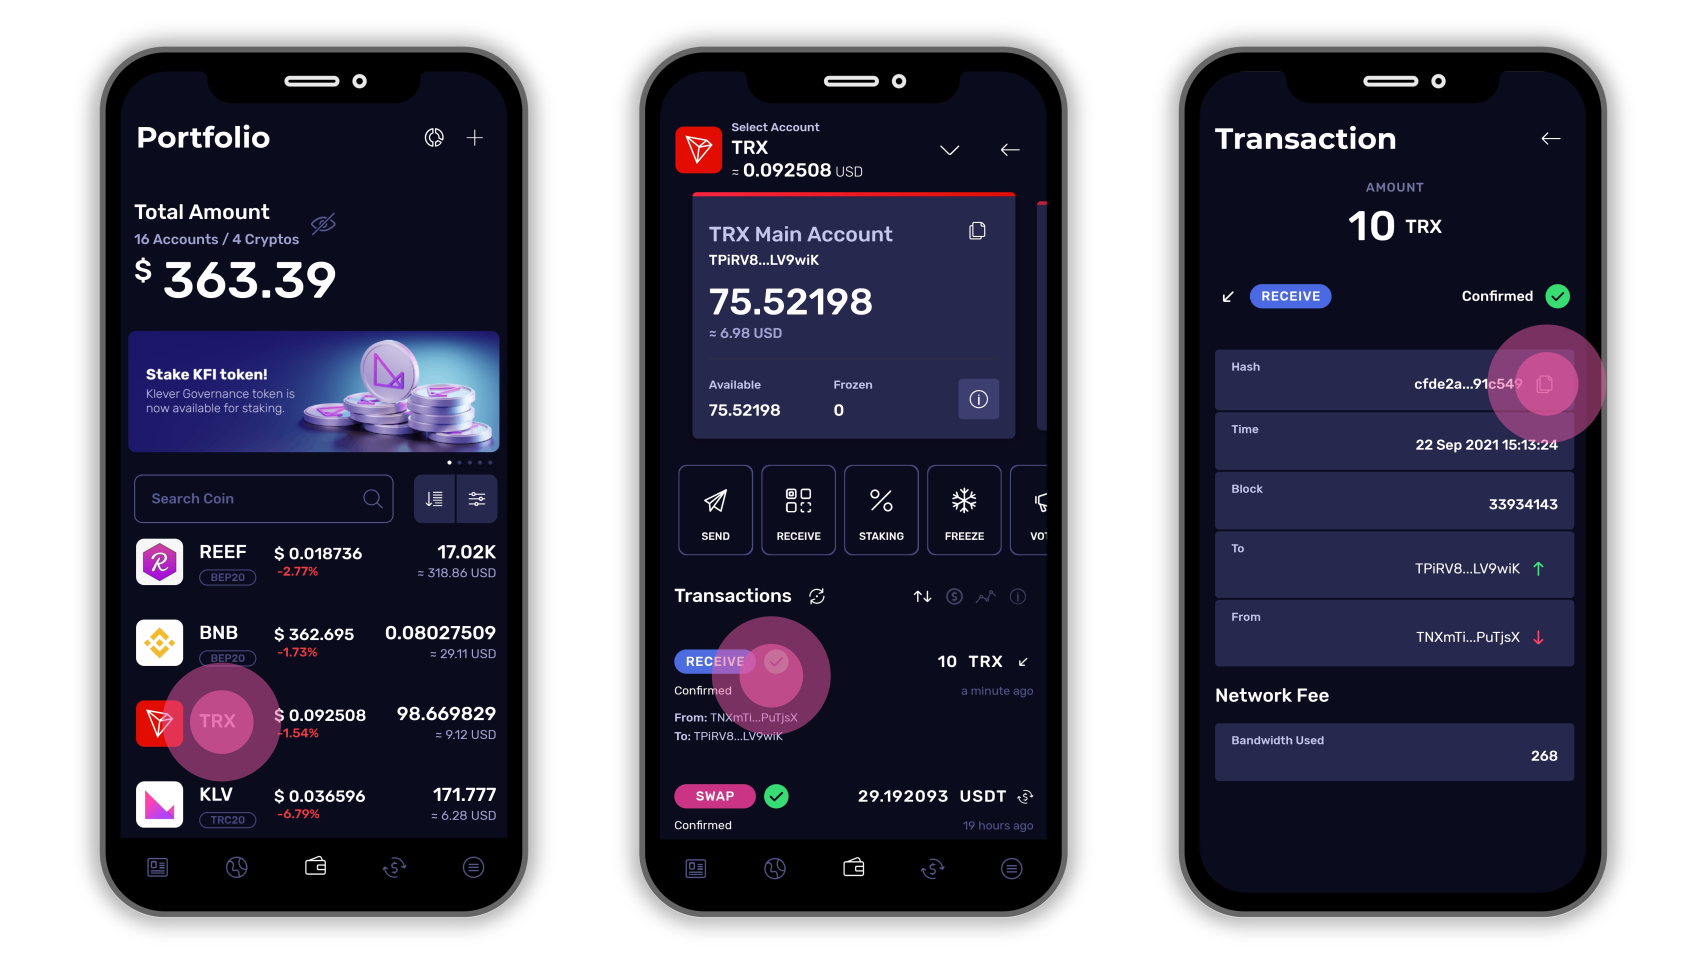 Portfolio
Total Amount
16 Accounts / 4 Cryptos
$ 363.39
Stake KFI token!
Klever Governance token is
now available for staking.
Search Coin
REEF $ 0.018736 17.02K
BEP20 -2.77% ≈ 318.86 USD
BNB $ 362.695 0.08027509
BEP20 -1.73% ≈ 29.11 USD
TRX $ 0.092508 98.669829
-1.54% ≈ 9.12 USD
KLV $ 0.036596 171.777
TRC20 -6.79% ≈ 6.28 USD
Select Account
TRX
≈ 0.092508 USD
TRX Main Account
TPiRV8...LV9wiK
75.52198
≈ 6.98 USD
Available Frozen
75.52198 0
SEND RECEIVE STAKING FREEZE VOT
Transactions
RECEIVE 10 TRX
Confirmed a minute ago
From: TNXmTi...PuTjsX
To: TPiRV8...LV9wiK
SWAP 29.192093 USDT
Confirmed 19 hours ago
Transaction
AMOUNT
10 TRX
RECEIVE Confirmed
Hash
cfde2a...91c549
Time
22 Sep 2021 15:13:24
Block
33934143
To
TPiRV8...LV9wiK
From
TNXmTi...PuTjsX
Network Fee
Bandwidth Used
268